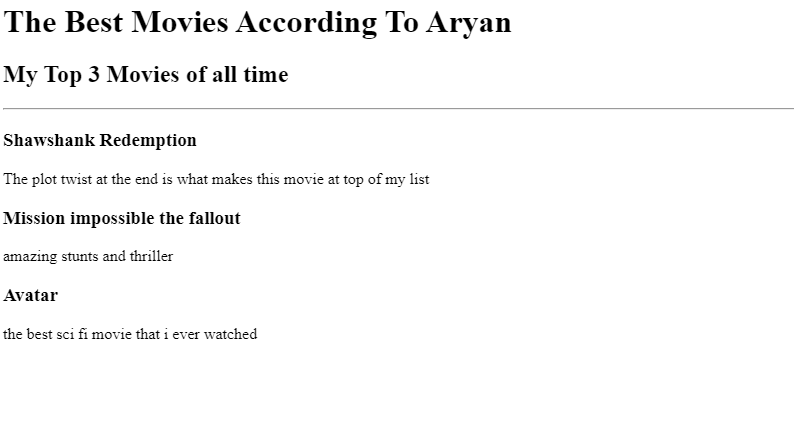 The Best Movies According To Aryan
My Top 3 Movies of all time
Shawshank Redemption
The plot twist at the end is what makes this movie at top of my list
Mission impossible the fallout
amazing stunts and thriller
Avatar
the best sci fi movie that i ever watched